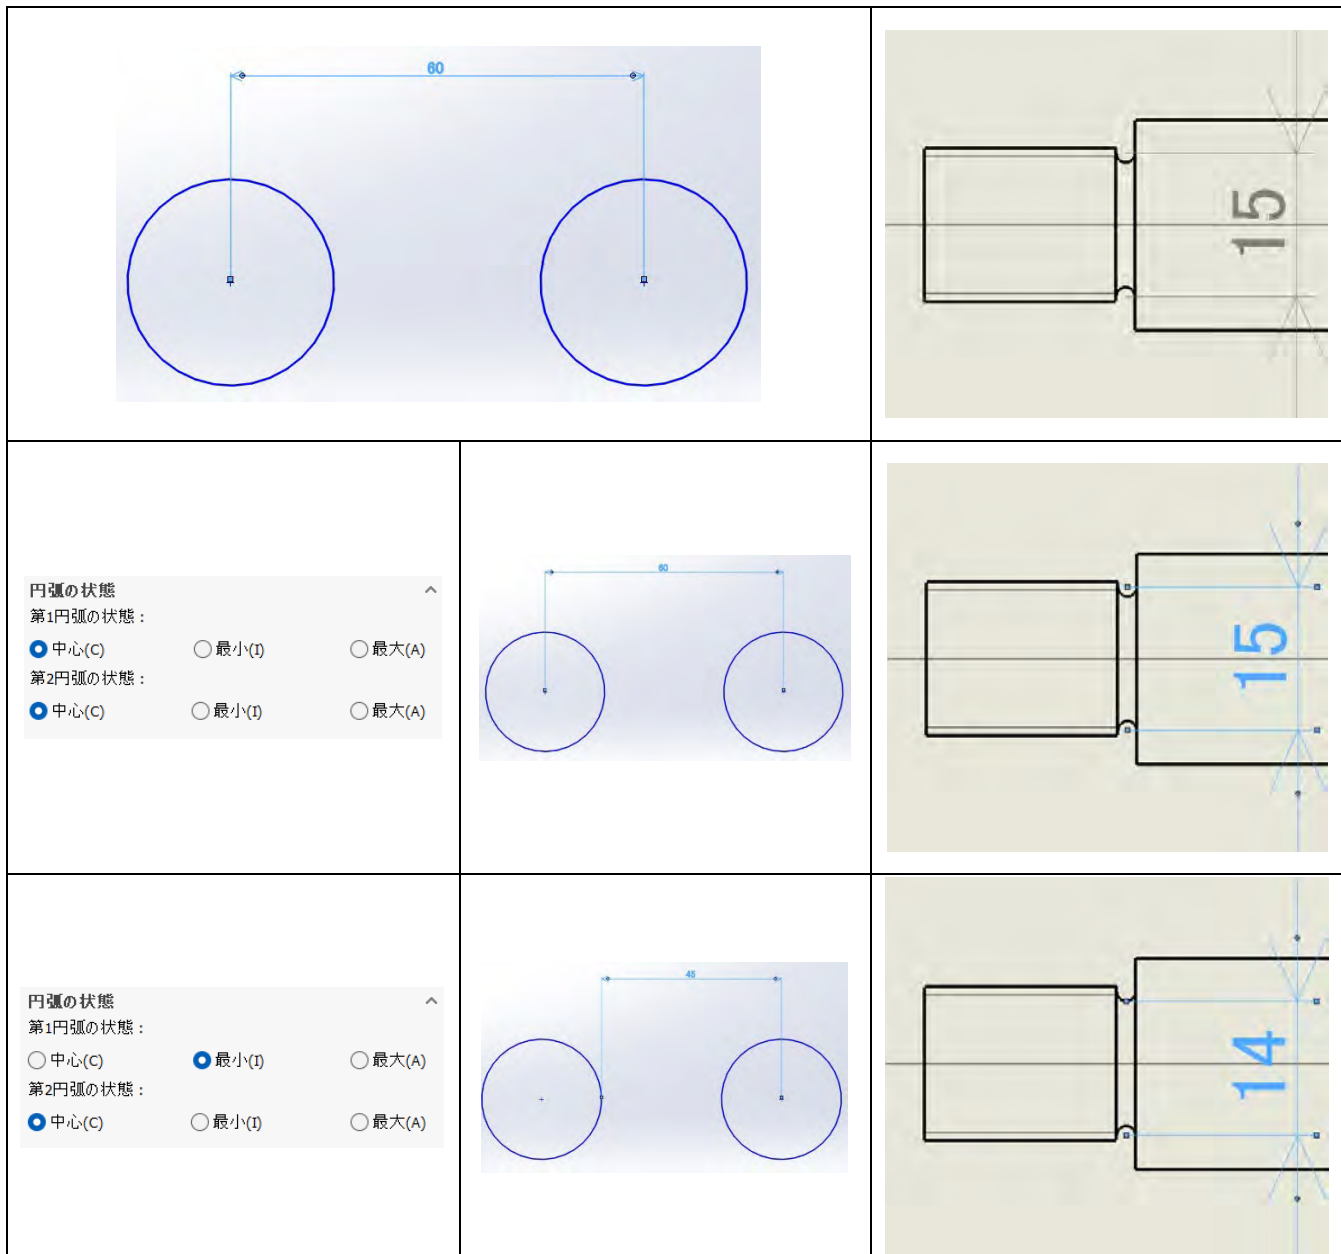 60
15
円弧の状態
第1円弧の状態：
中心(C) 最小(I) 最大(A)
第2円弧の状態：
中心(C) 最小(I) 最大(A)
60
15
円弧の状態
第1円弧の状態：
中心(C) 最小(I) 最大(A)
第2円弧の状態：
中心(C) 最小(I) 最大(A)
45
14